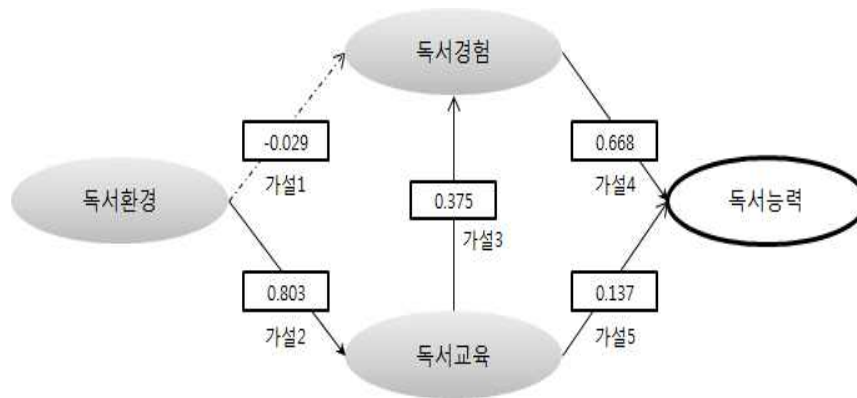 독서경험
-0.029
0.668
가설1
가설4
독서환경
0.375
독서능력
가설3
0.803
0.137
가설2
가설5
독서교육